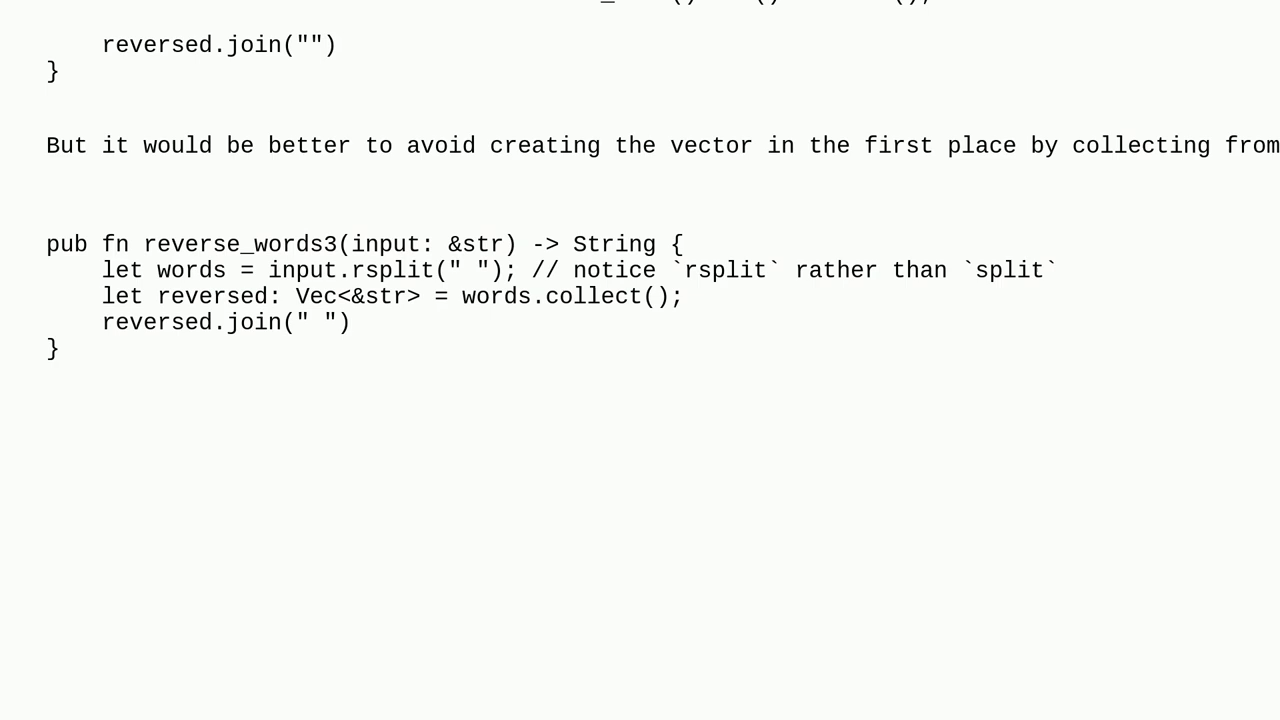 reversed.join("")
}
But it would be better to avoid creating the vector in the first place by collecting from
pub fn reverse_words3(input: &str) -> String {
    let words = input.rsplit(" "); // notice `rsplit` rather than `split`
    let reversed: Vec<&str> = words.collect();
    reversed.join(" ")
}